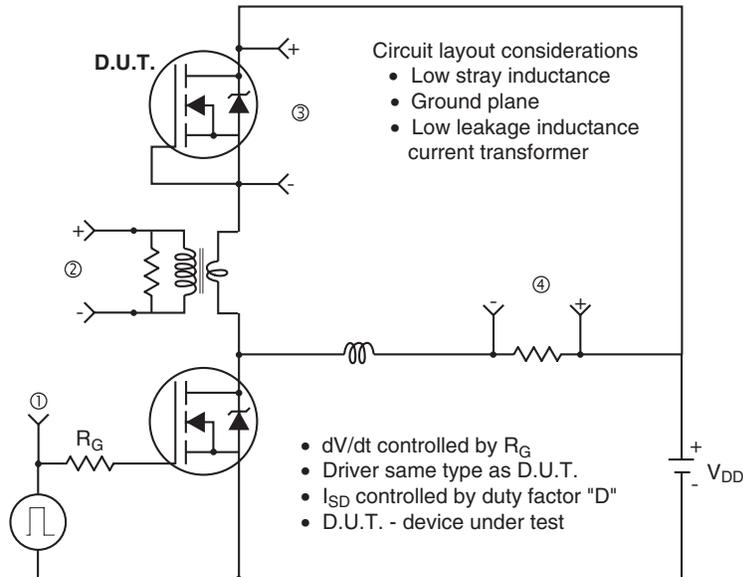 D.U.T.
+
-
③
Circuit layout considerations
• Low stray inductance
• Ground plane
• Low leakage inductance
current transformer
+
②
-
④
-
+
①
R_G
• dV/dt controlled by R_G
• Driver same type as D.U.T.
• I_SD controlled by duty factor "D"
• D.U.T. - device under test
+
V_DD
-